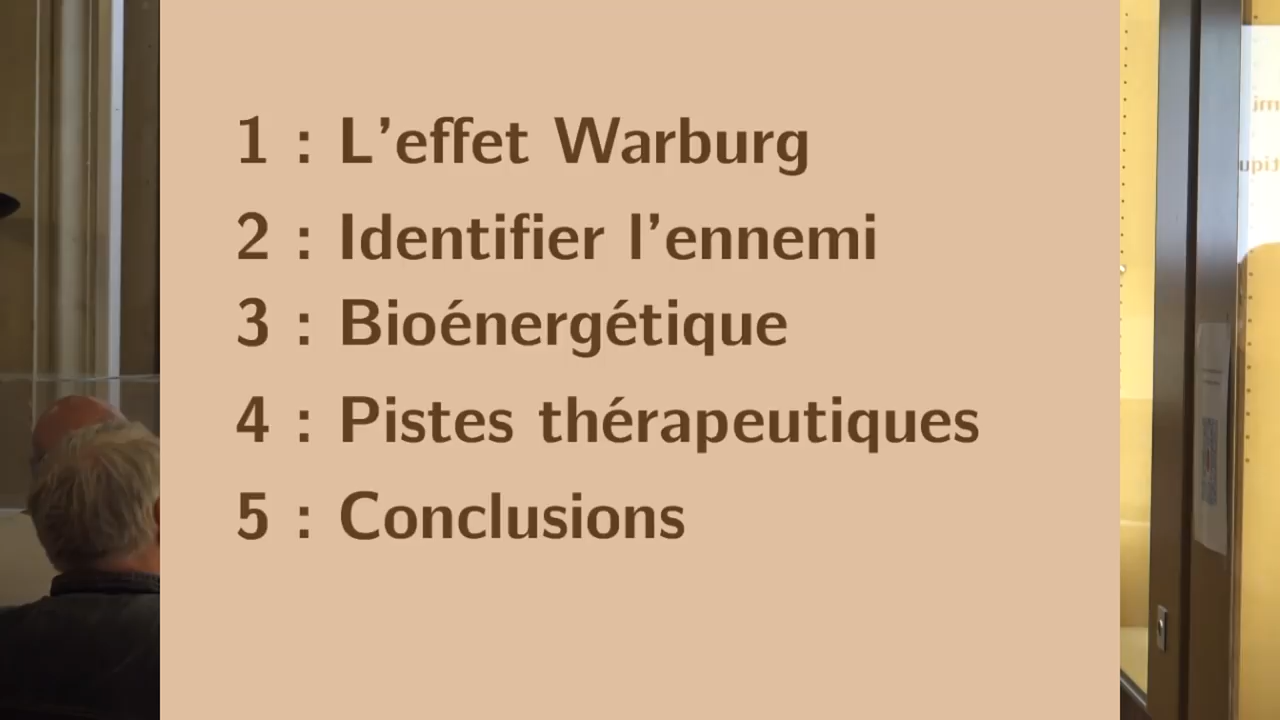 1 : L'effet Warburg
2 : Identifier l'ennemi
3 : Bioénergétique
4 : Pistes thérapeutiques
5 : Conclusions